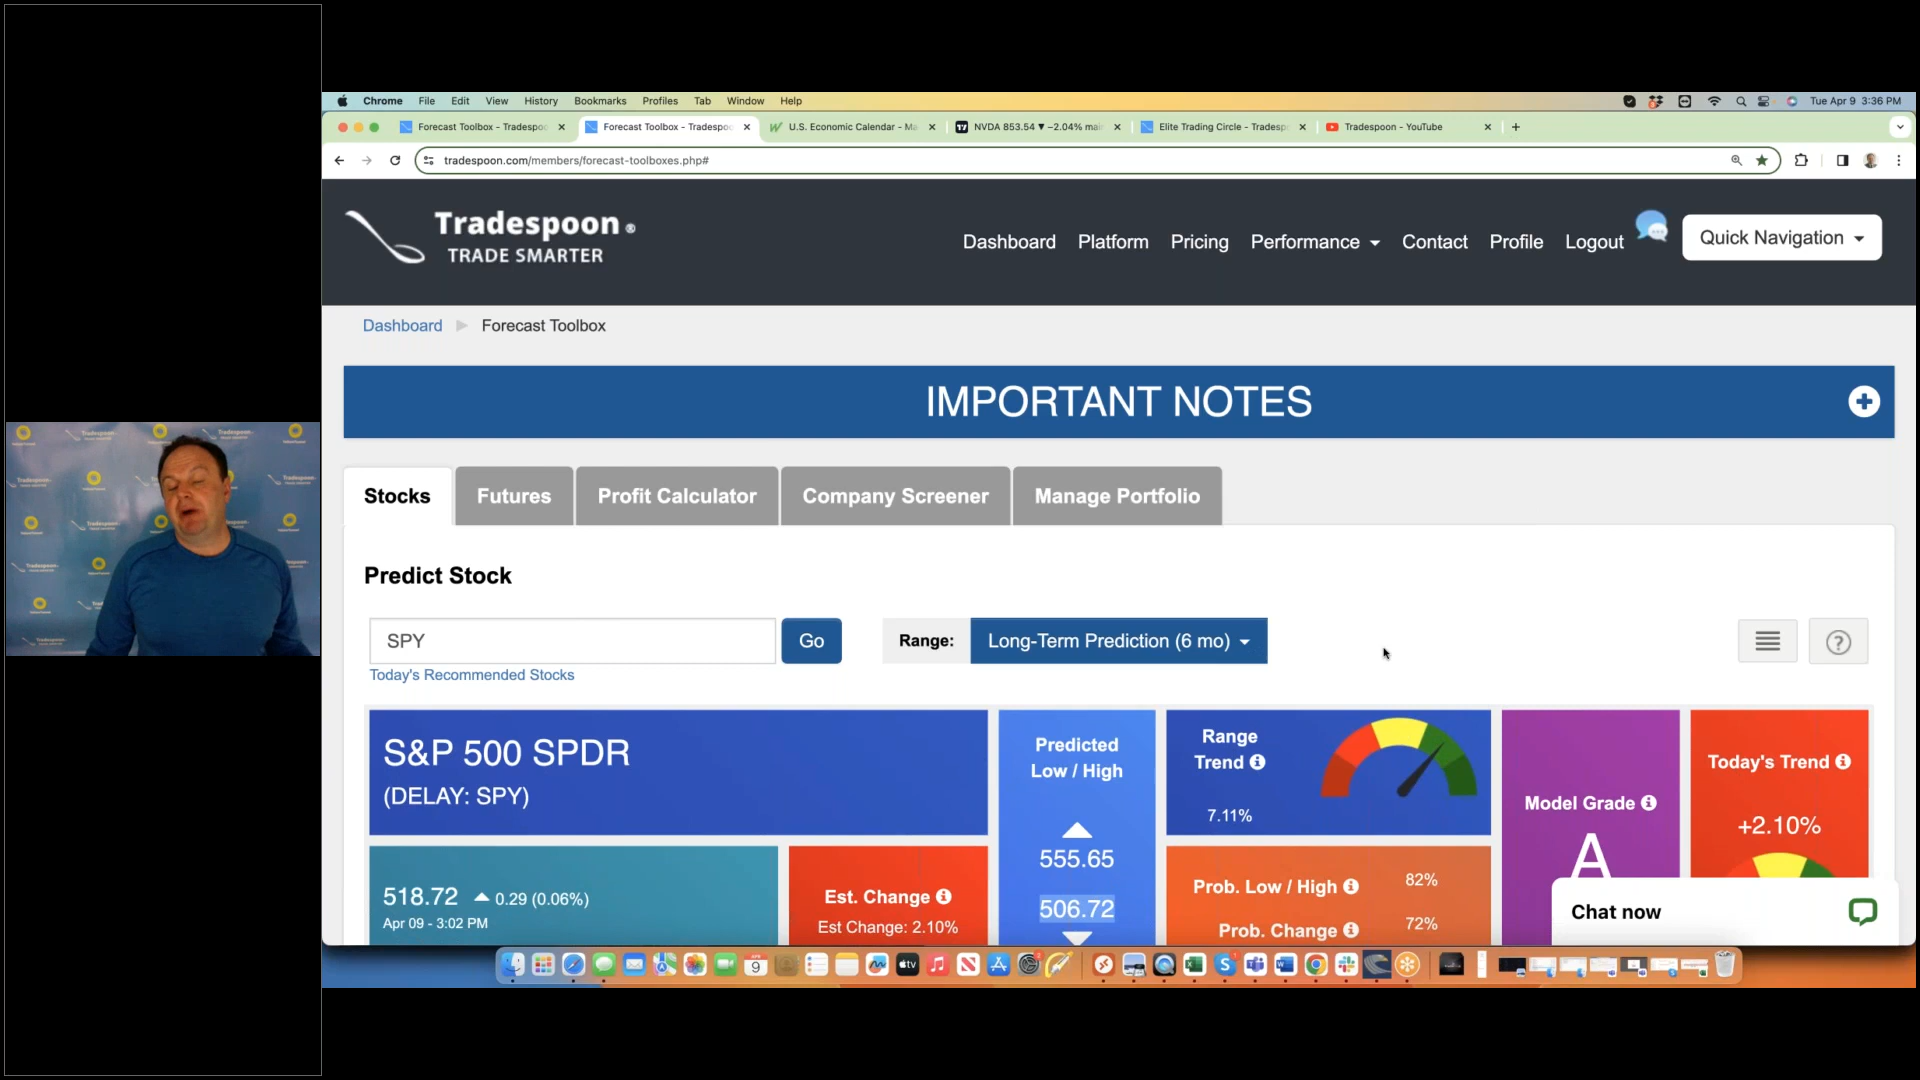 Chrome File Edit View History Bookmarks Profiles Tab Window Help Tue Apr 9 3:36 PM
Forecast Toolbox - Tradespoo Forecast Toolbox - Tradespoo U.S. Economic Calendar - Ma NVDA 853.54 ▼ −2.04% mai Elite Trading Circle - Tradesp Tradespoon - YouTube
tradespoon.com/members/forecast-toolboxes.php#
Tradespoon®
TRADE SMARTER
Dashboard Platform Pricing Performance Contact Profile Logout Quick Navigation
Dashboard Forecast Toolbox
IMPORTANT NOTES
Stocks Futures Profit Calculator Company Screener Manage Portfolio
Predict Stock
SPY Go Range: Long-Term Prediction (6 mo)
Today's Recommended Stocks
S&P 500 SPDR
(DELAY: SPY)
518.72 0.29 (0.06%)
Apr 09 - 3:02 PM
Est. Change
Est Change: 2.10%
Predicted
Low / High
555.65
506.72
Range
Trend
7.11%
Prob. Low / High 82%
Prob. Change 72%
Model Grade
A
Today's Trend
+2.10%
Chat now